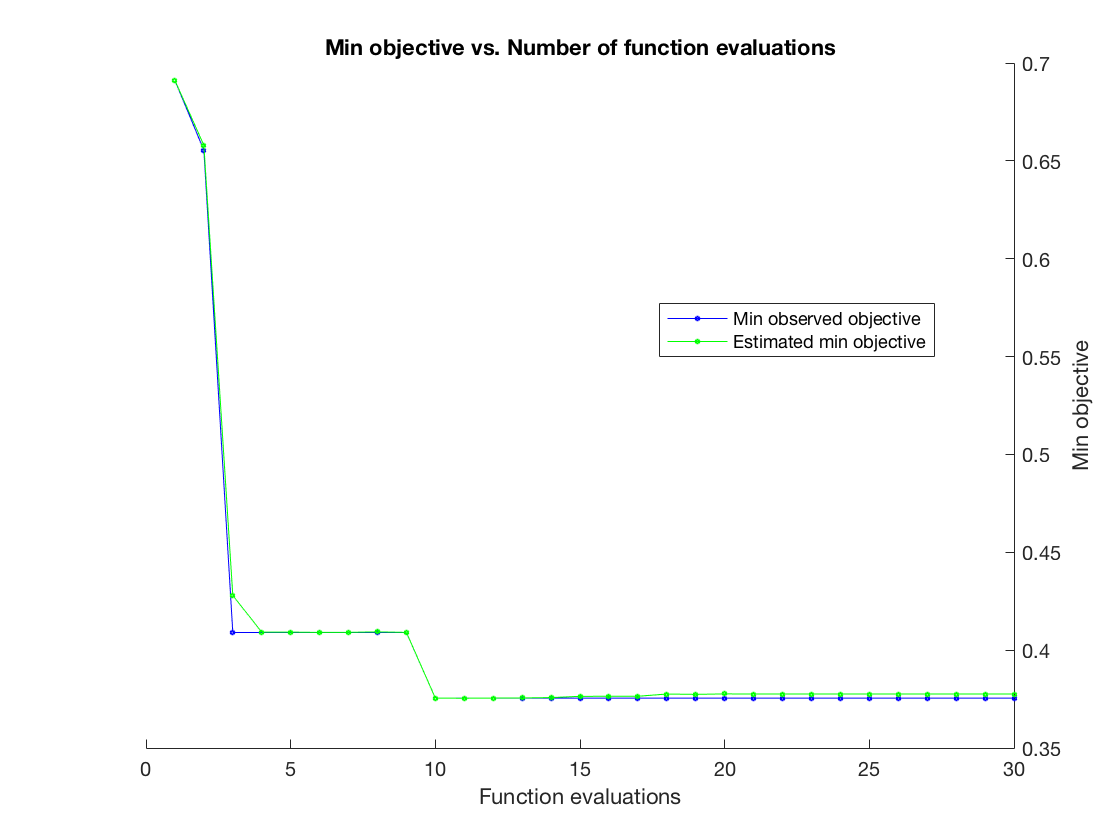 Min objective vs. Number of function evaluations
0.7
0.65
0.6
0.55
0.5
0.45
0.4
0.35
Min objective
Min observed objective
Estimated min objective
0 5 10 15 20 25 30
Function evaluations